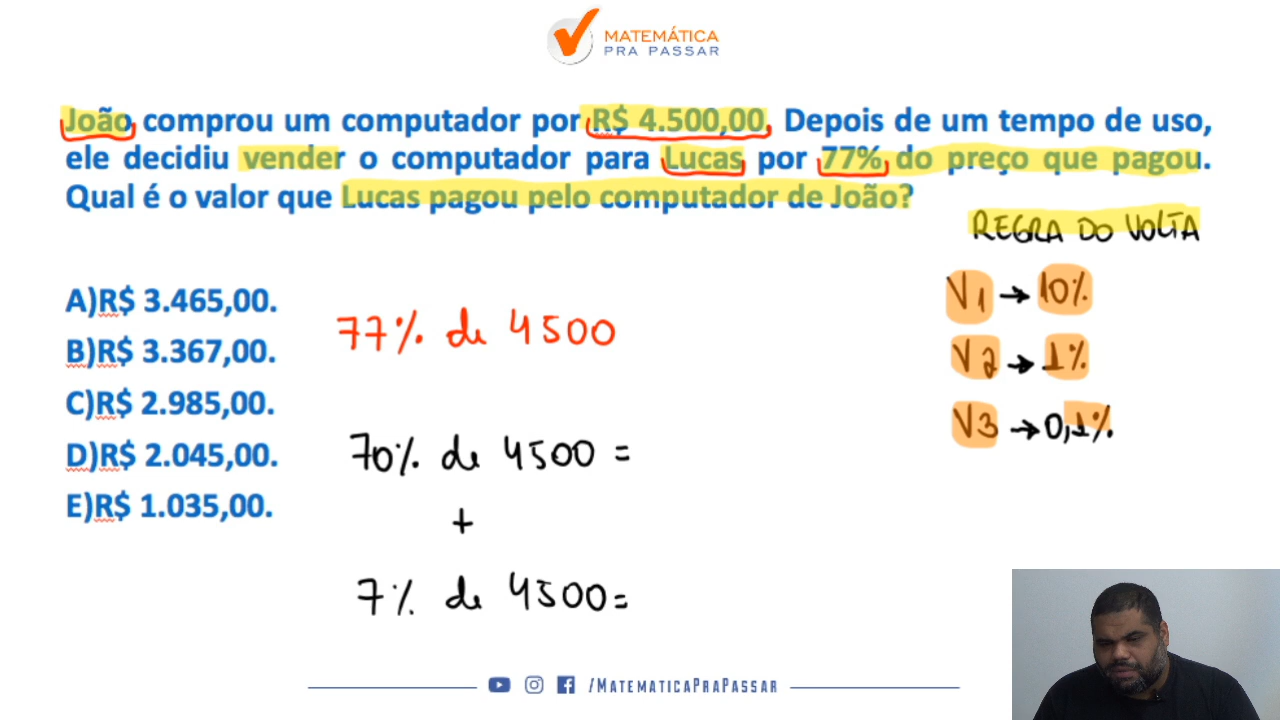 MATEMÁTICA
PRA PASSAR
João comprou um computador por R$ 4.500,00. Depois de um tempo de uso,
ele decidiu vender o computador para Lucas por 77% do preço que pagou.
Qual é o valor que Lucas pagou pelo computador de João?
REGRA DO VOLTA
V1 → 10%
V2 → 1%
V3 → 0,1%
A)R$ 3.465,00.
B)R$ 3.367,00.
C)R$ 2.985,00.
D)R$ 2.045,00.
E)R$ 1.035,00.
77% de 4500
70% de 4500 =
+
7% de 4500=
/MATEMATICAPRAPASSAR